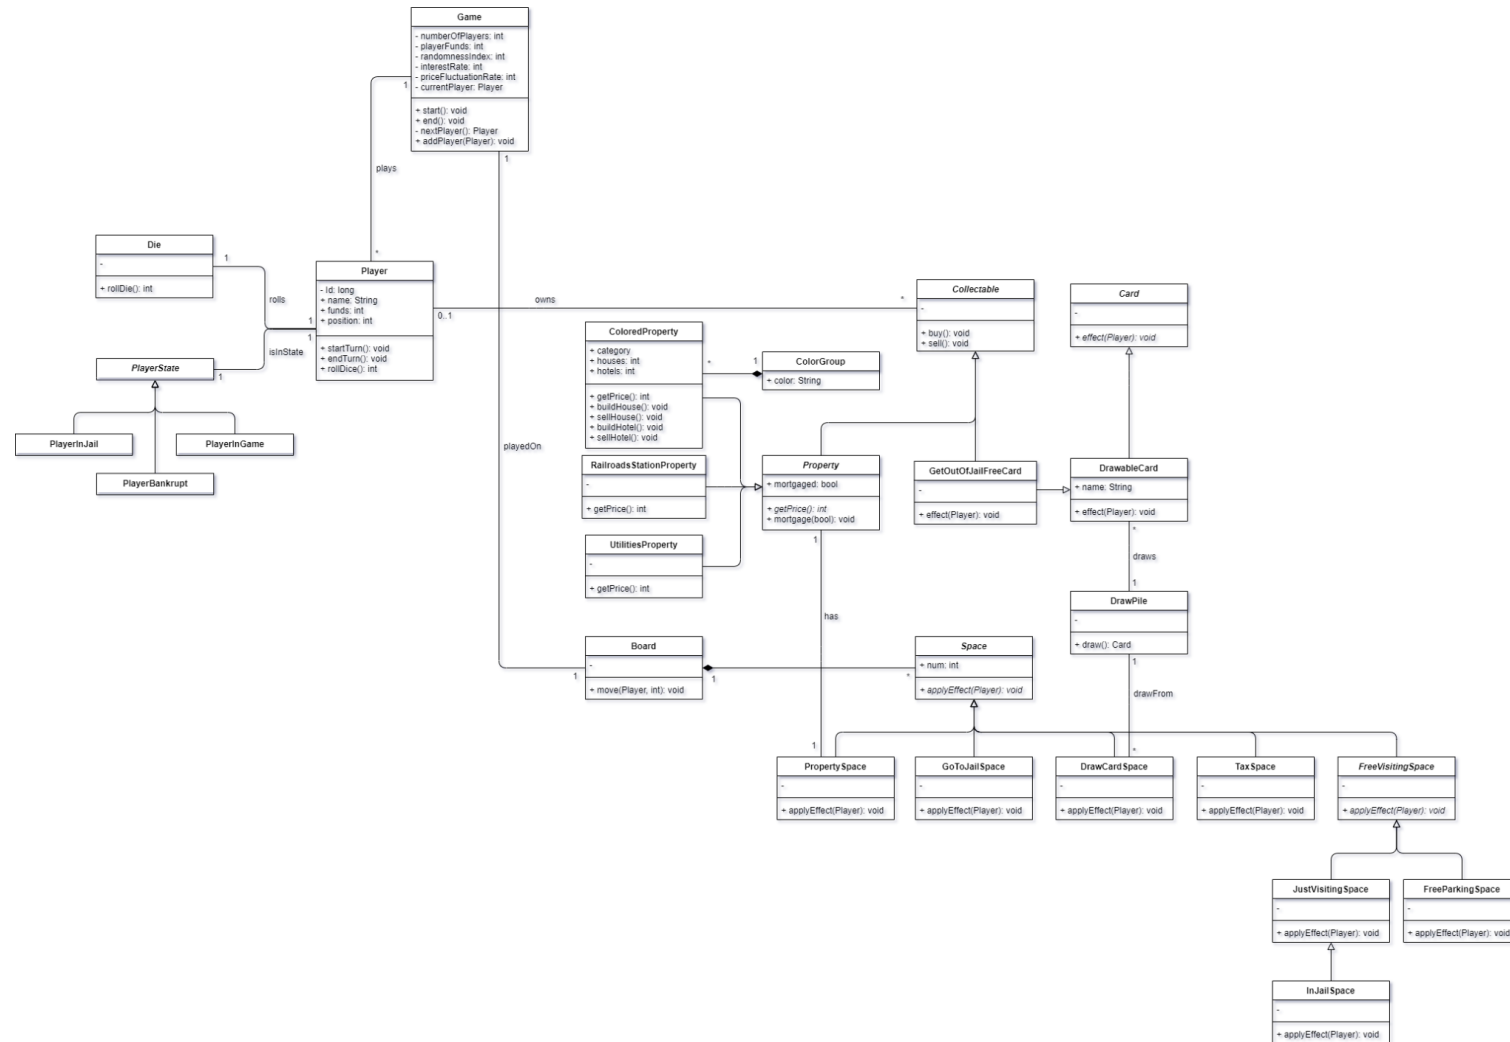 Game
- numberOfPlayers: int
- playerFunds: int
- randomnessIndex: int
- interestRate: int
- priceFluctuationRate: int
- currentPlayer: Player
+ start(): void
+ end(): void
- nextPlayer(): Player
+ addPlayer(Player): void
1
1
plays
*
Die
-
+ rollDie(): int
1
rolls
1
Player
- Id: long
+ name: String
+ funds: int
+ position: int
+ startTurn(): void
+ endTurn(): void
+ rollDice(): int
1
isInState
1
PlayerState
PlayerInJail
PlayerInGame
PlayerBankrupt
0..1
owns
*
Collectable
-
+ buy(): void
+ sell(): void
Card
-
+ effect(Player): void
ColoredProperty
+ category
+ houses: int
+ hotels: int
+ getPrice(): int
+ buildHouse(): void
+ sellHouse(): void
+ buildHotel(): void
+ sellHotel(): void
*
1
ColorGroup
+ color: String
playedOn
RailroadsStationProperty
-
+ getPrice(): int
Property
+ mortgaged: bool
+ getPrice(): int
+ mortgage(bool): void
GetOutOfJailFreeCard
-
+ effect(Player): void
DrawableCard
+ name: String
+ effect(Player): void
UtilitiesProperty
-
+ getPrice(): int
1
*
draws
1
DrawPile
-
+ draw(): Card
has
1
drawFrom
*
Board
-
+ move(Player, int): void
1
1
*
Space
+ num: int
+ applyEffect(Player): void
1
PropertySpace
-
+ applyEffect(Player): void
GoToJailSpace
-
+ applyEffect(Player): void
DrawCardSpace
-
+ applyEffect(Player): void
TaxSpace
-
+ applyEffect(Player): void
FreeVisitingSpace
-
+ applyEffect(Player): void
JustVisitingSpace
-
+ applyEffect(Player): void
FreeParkingSpace
-
+ applyEffect(Player): void
InJailSpace
-
+ applyEffect(Player): void